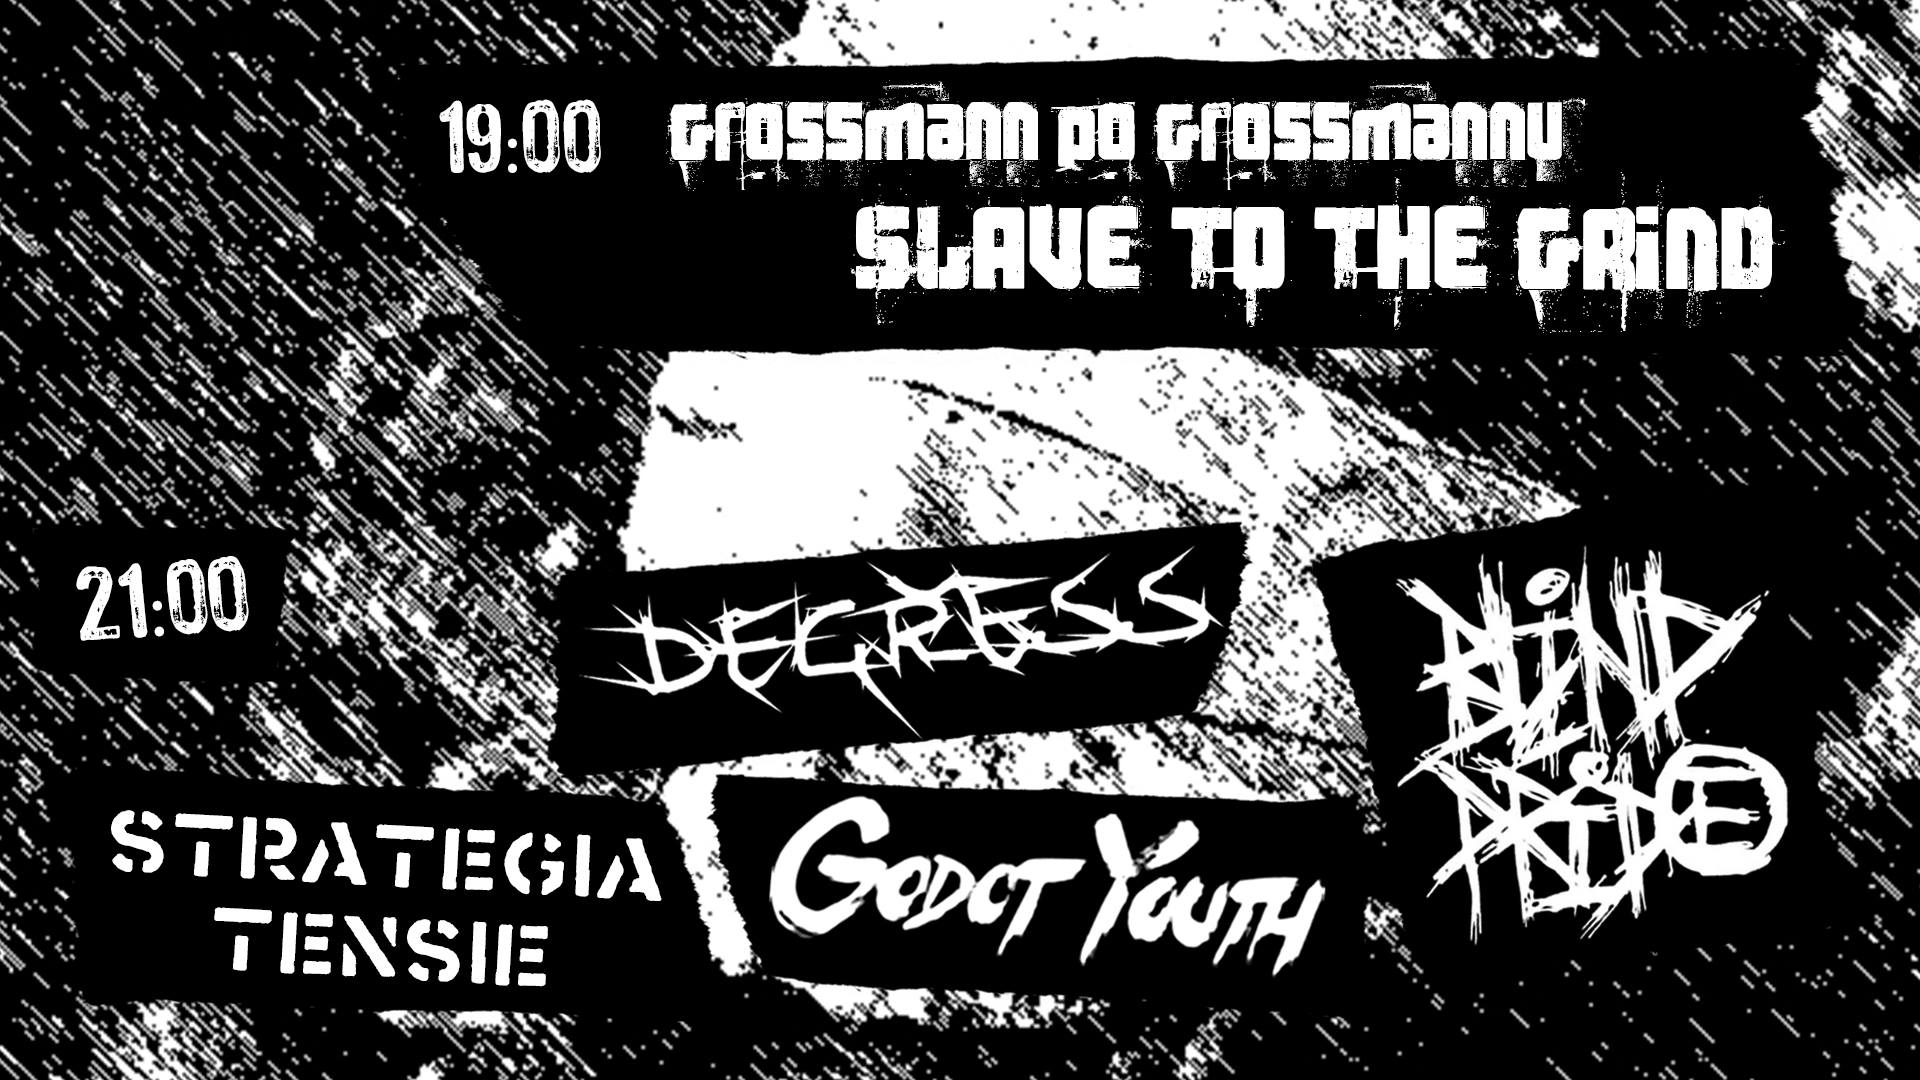 19:00 Grossmann po Grossmannu
SLAVE TO THE GRIND
21:00
DEGRESS
BLIND
PRIDE
STRATEGIA
TENSIE
GODOT YOUTH